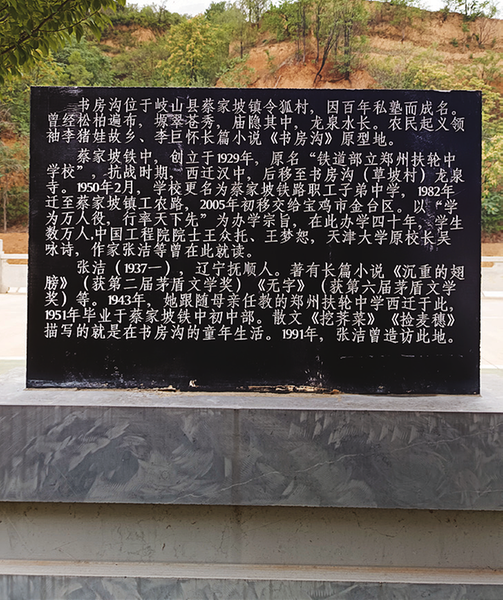 书房沟位于岐山县蔡家坡镇令狐村，因百年私塾而成名。
曾经松柏遍布，塬翠苍秀，庙隐其中，龙泉水长。农民起义领
袖李猪娃故乡、李巨怀长篇小说《书房沟》原型地。
蔡家坡铁中，创立于1929年，原名“铁道部立郑州扶轮中
学校”，抗战时期，西迁汉中，后移至书房沟（草坡村）龙泉
寺。1950年2月，学校更名为蔡家坡铁路职工子弟中学，1982年
迁至蔡家坡镇工农路，2005年初移交给宝鸡市金台区。以“学
为万人役，行率天下先”为办学宗旨，在此办学四十年，学生
数万人，中国工程院院士王众托、王梦恕，天津大学原校长吴
咏诗，作家张洁等曾在此就读。
张洁（1937—），辽宁抚顺人。著有长篇小说《沉重的翅
膀》（获第二届茅盾文学奖）《无字》（获第六届茅盾文学
奖）等。1943年，她跟随母亲任教的郑州扶轮中学西迁于此，
1951年毕业于蔡家坡铁中初中部。散文《挖荠菜》《捡麦穗》
描写的就是在书房沟的童年生活。1991年，张洁曾造访此地。